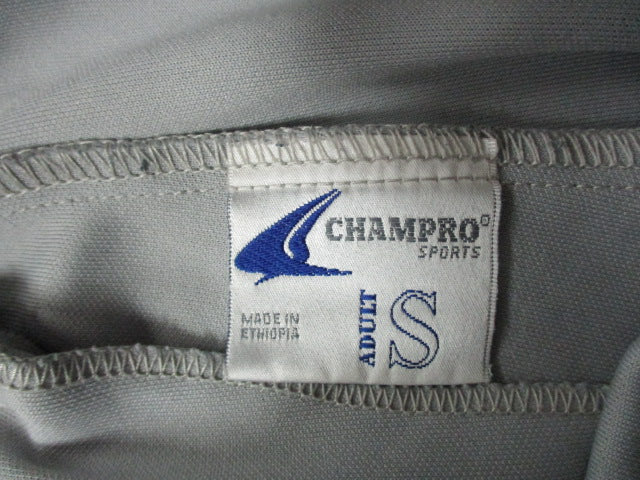 CHAMPRO
SPORTS
MADE IN
ETHIOPIA
ADULT
S